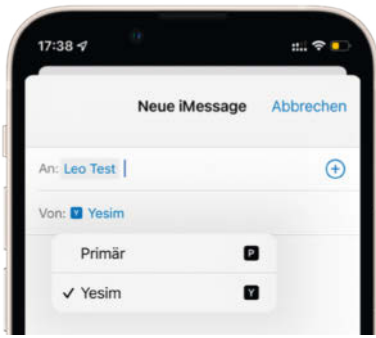 17:38
Neue iMessage Abbrechen
An: Leo Test
Von: Y Yesim
Primär P
✓ Yesim Y